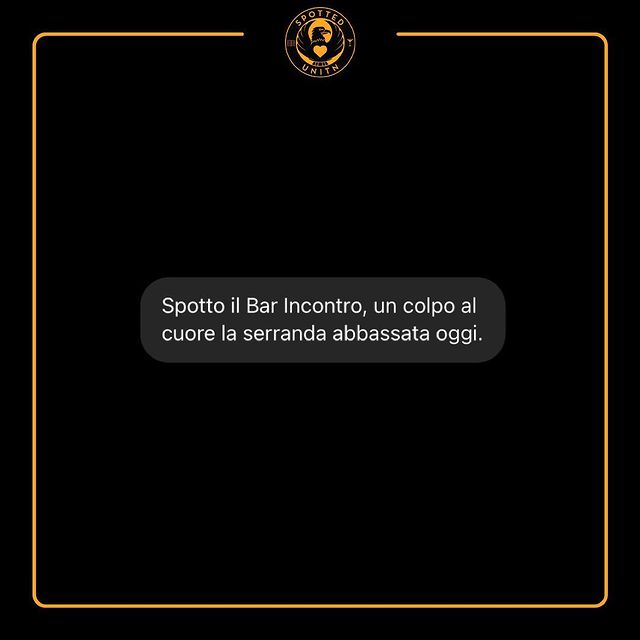 SPOTTED
UNITN
Spotto il Bar Incontro, un colpo al
cuore la serranda abbassata oggi.